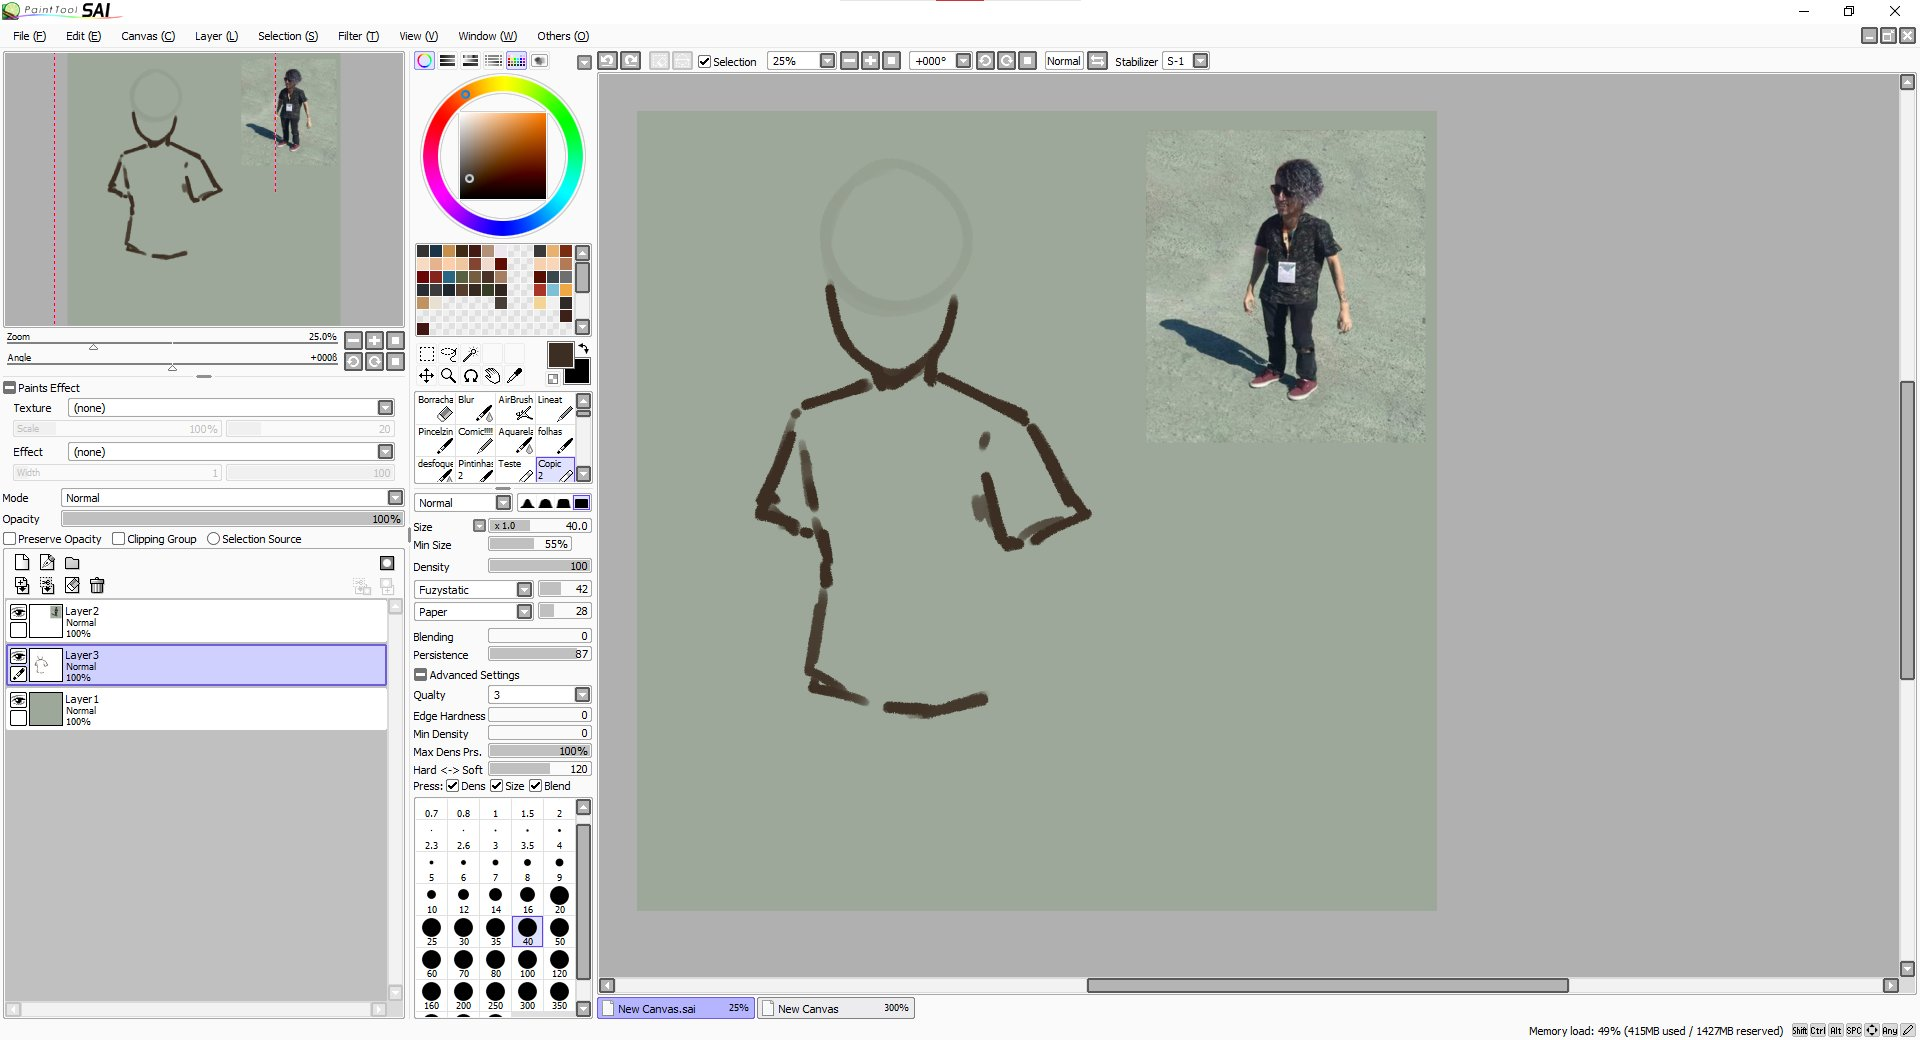 PaintTool SAI
File (F) Edit (E) Canvas (C) Layer (L) Selection (S) Filter (T) View (V) Window (W) Others (O)
Selection 25% +000° Normal Stabilizer S-1
Zoom 25.0%
Angle +000ß
Paints Effect
Texture (none)
Scale 100% 20
Effect (none)
Width 1 100
Mode Normal
Opacity 100%
Preserve Opacity Clipping Group Selection Source
Layer2
Normal
100%
Layer3
Normal
100%
Layer1
Normal
100%
Borracha Blur AirBrush Lineat
Pincelzin Comic!!!! Aquarela folhas
desfoque Pintinhas 2 Teste Copic 2
Normal
Size x 1.0 40.0
Min Size 55%
Density 100
Fuzystatic 42
Paper 28
Blending 0
Persistence 87
Advanced Settings
Qualty 3
Edge Hardness 0
Min Density 0
Max Dens Prs. 100%
Hard <-> Soft 120
Press: Dens Size Blend
0.7 0.8 1 1.5 2
2.3 2.6 3 3.5 4
5 6 7 8 9
10 12 14 16 20
25 30 35 40 50
60 70 80 100 120
160 200 250 300 350
New Canvas.sai 25% New Canvas 300%
Memory load: 49% (415MB used / 1427MB reserved) Shift Ctrl Alt SPC Any